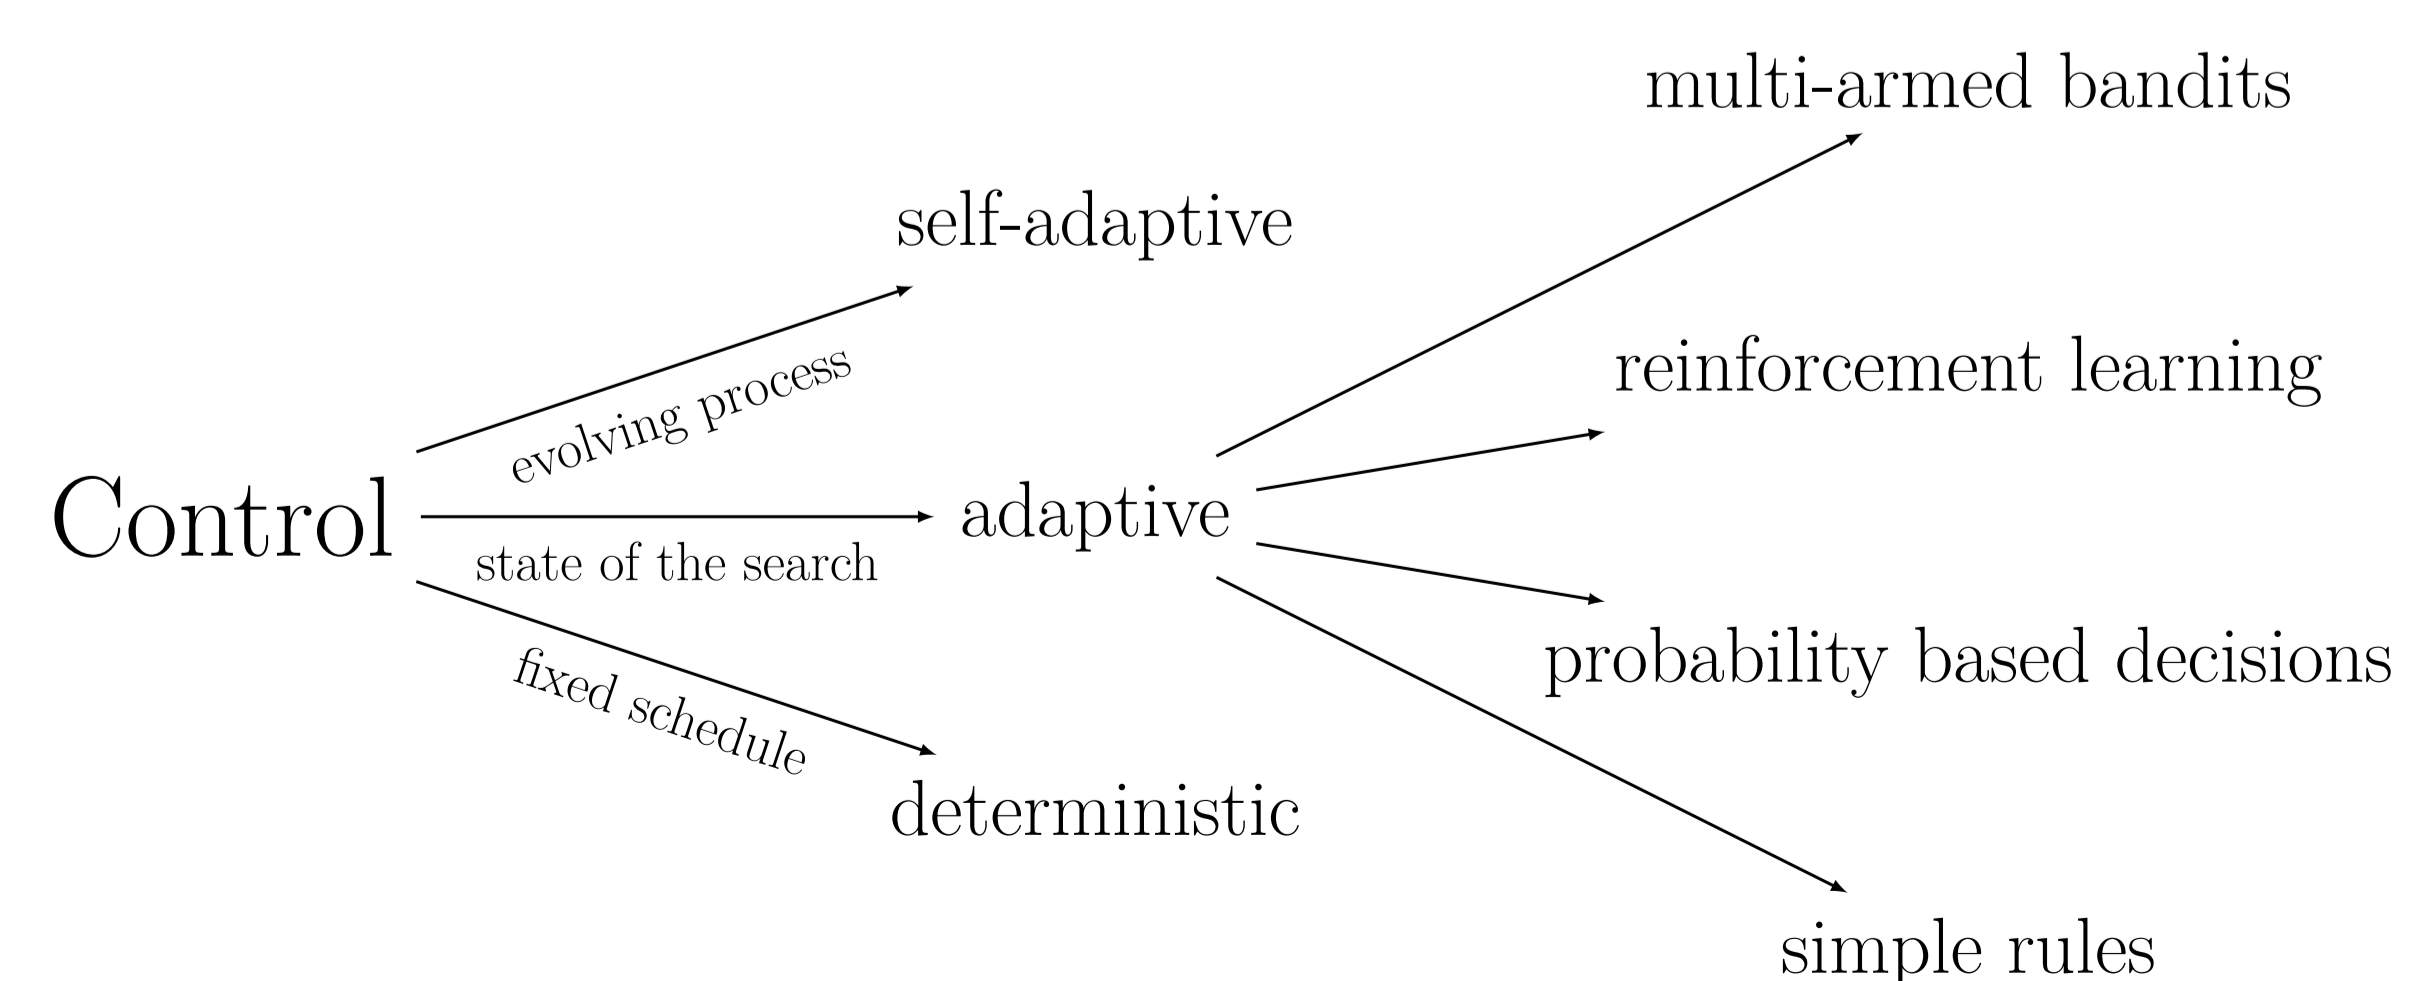 multi-armed bandits
self-adaptive
reinforcement learning
evolving process
Control
adaptive
state of the search
probability based decisions
fixed schedule
deterministic
simple rules